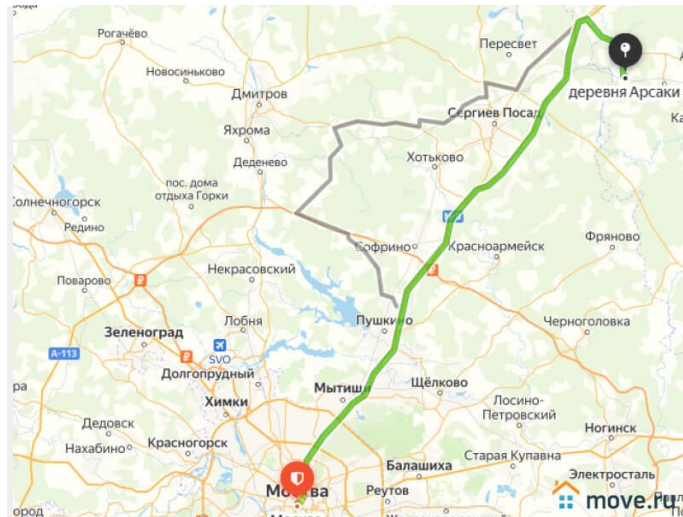 Рогачёво
Пересвет
Новосиньково
Дмитров
деревня Арсаки
Сергиев Посад
Яхрома
Деденево
Хотьково
пос. дома
отдыха Горки
Солнечногорск
Редино
Софрино
Красноармейск
Фряново
Некрасовский
Поварово
Лобня
Пушкино
Черноголовка
Зеленоград
А-113
SVO
Долгопрудный
Мытищи
Щёлково
Химки
Лосино-
Петровский
Дедовск
Нахабино
Красногорск
Ногинск
Старая Купавна
Балашиха
Электросталь
Москва
Реутов
move.ru